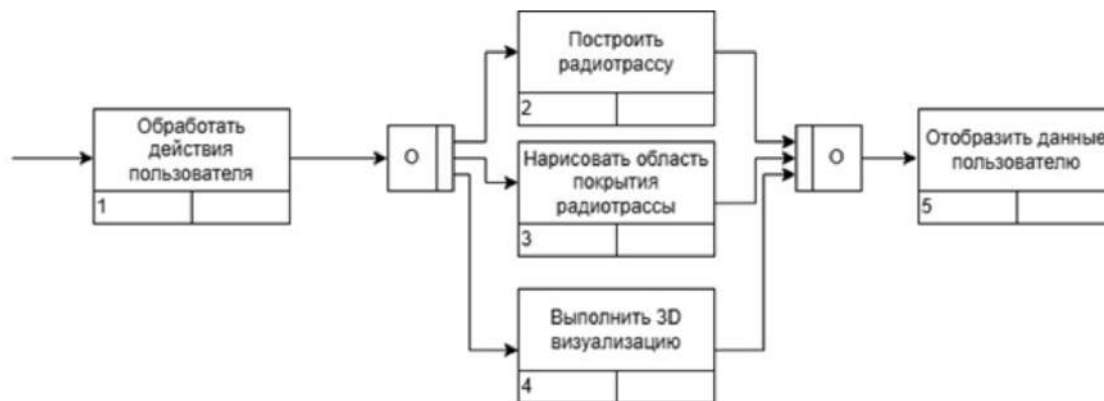 Обработать
действия
пользователя
1
O
Построить
радиотрассу
2
Нарисовать область
покрытия
радиотрассы
3
Выполнить 3D
визуализацию
4
O
Отобразить данные
пользователю
5